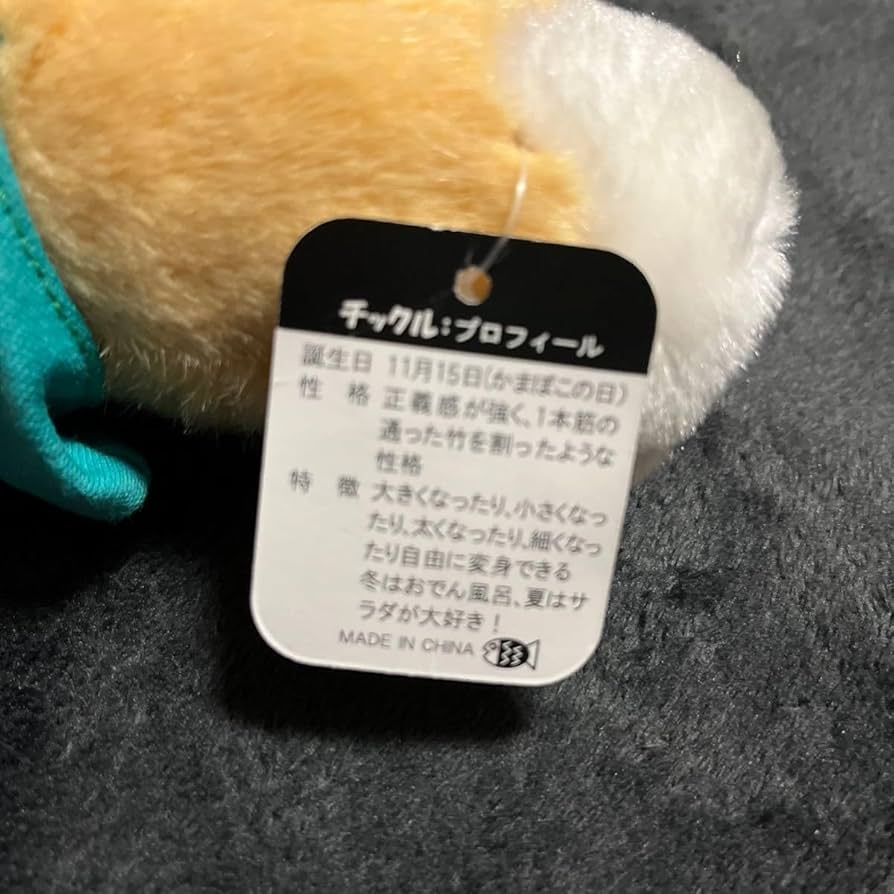 チックル:プロフィール
誕生日 11月15日(かまぼこの日)
性 格 正義感が強く、1本筋の
通った竹を割ったような
性格
特 徴 大きくなったり、小さくなっ
たり、太くなったり、細くなっ
たり自由に変身できる
冬はおでん風呂、夏はサ
ラダが大好き!
MADE IN CHINA